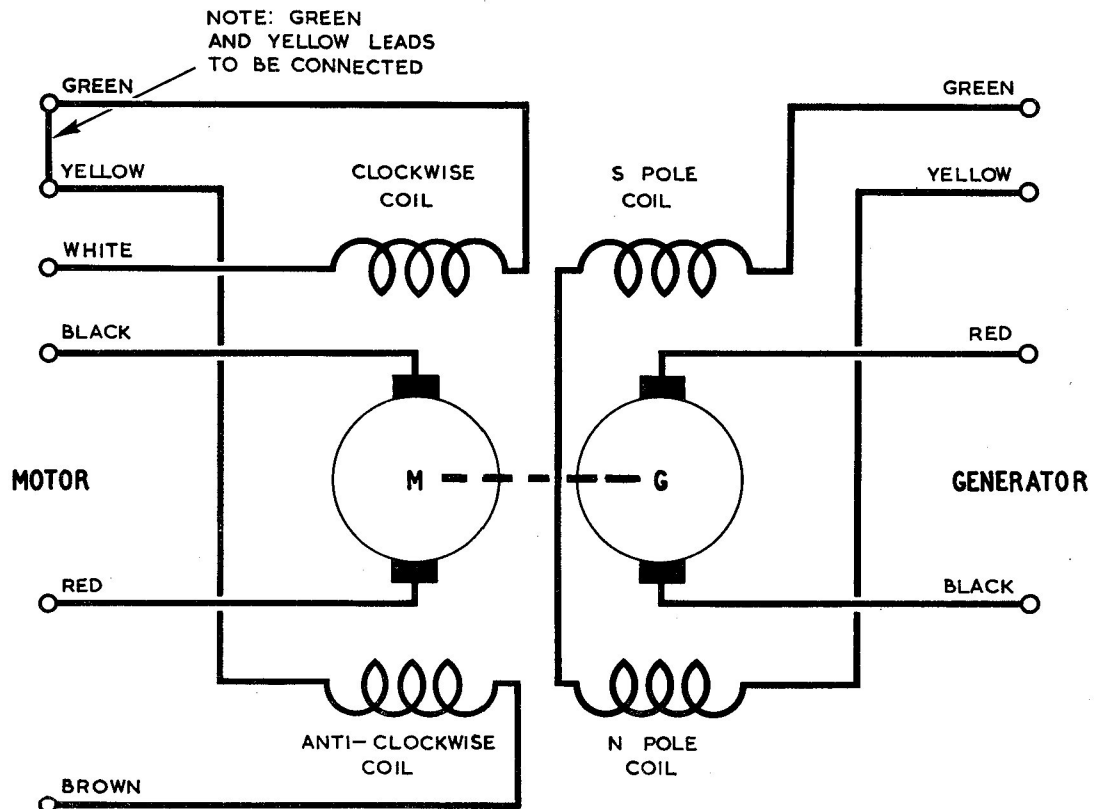 NOTE: GREEN
AND YELLOW LEADS
TO BE CONNECTED
GREEN
YELLOW
WHITE
BLACK
MOTOR
RED
BROWN
CLOCKWISE
COIL
M
ANTI-CLOCKWISE
COIL
S POLE
COIL
G
N POLE
COIL
GREEN
YELLOW
RED
GENERATOR
BLACK